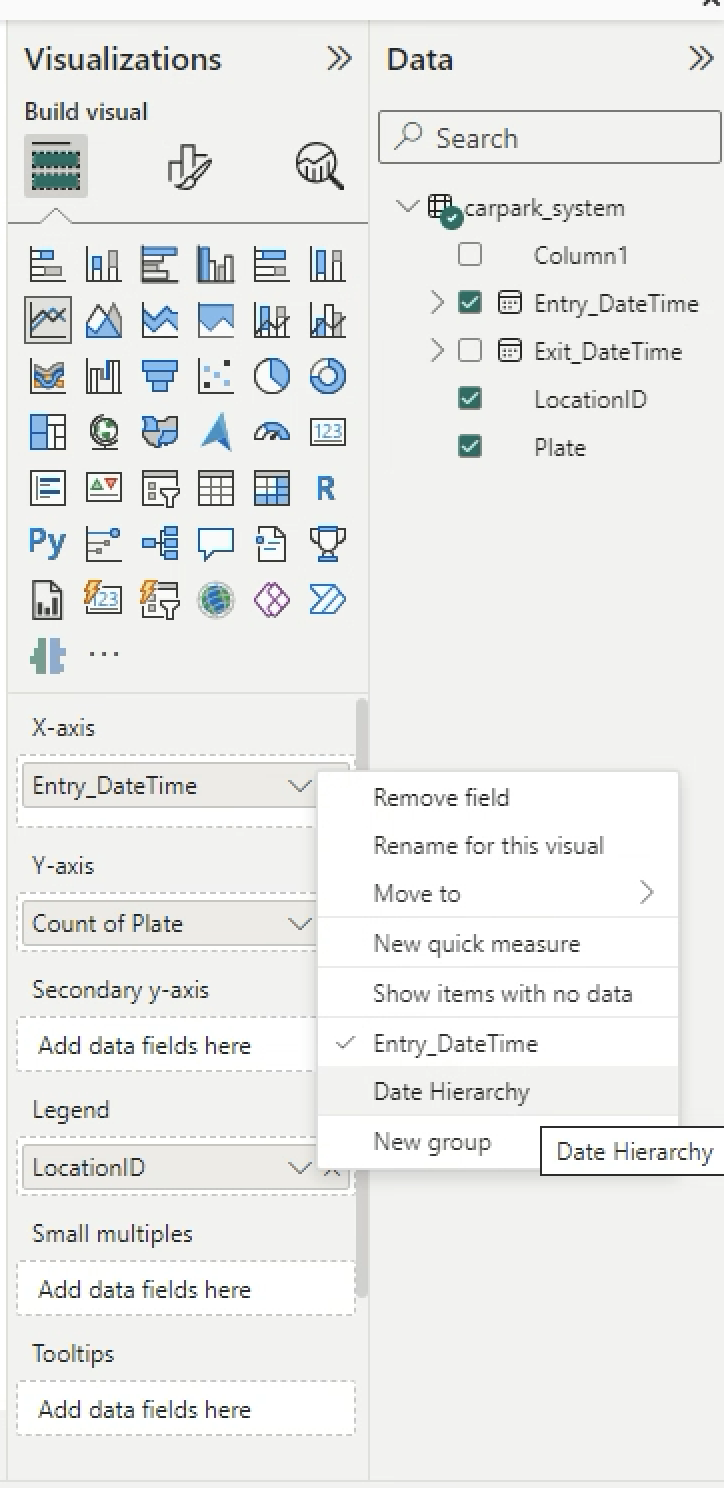 Visualizations
Build visual
123
R
Py
123
X-axis
Entry_DateTime
Y-axis
Count of Plate
Secondary y-axis
Add data fields here
Legend
LocationID
Small multiples
Add data fields here
Tooltips
Add data fields here
Remove field
Rename for this visual
Move to
New quick measure
Show items with no data
Entry_DateTime
Date Hierarchy
New group
Date Hierarchy
Data
Search
carpark_system
Column1
Entry_DateTime
Exit_DateTime
LocationID
Plate